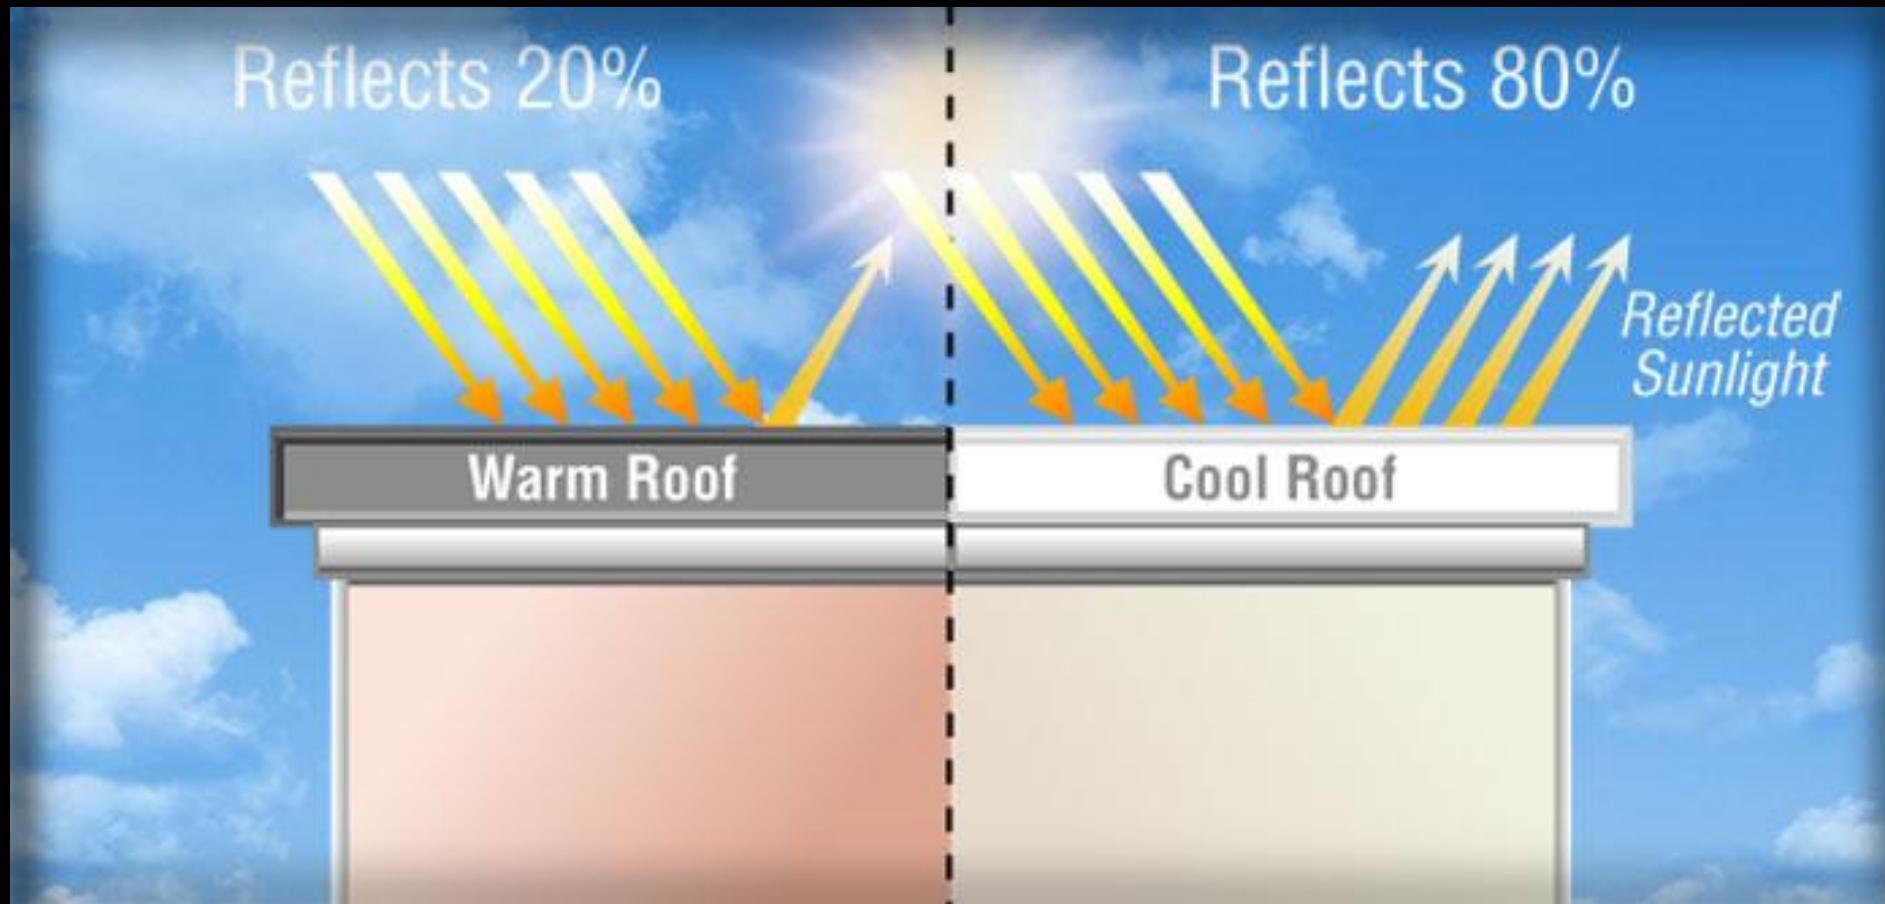 Reflects 20%
Reflects 80%
Reflected
Sunlight
Warm Roof
Cool Roof